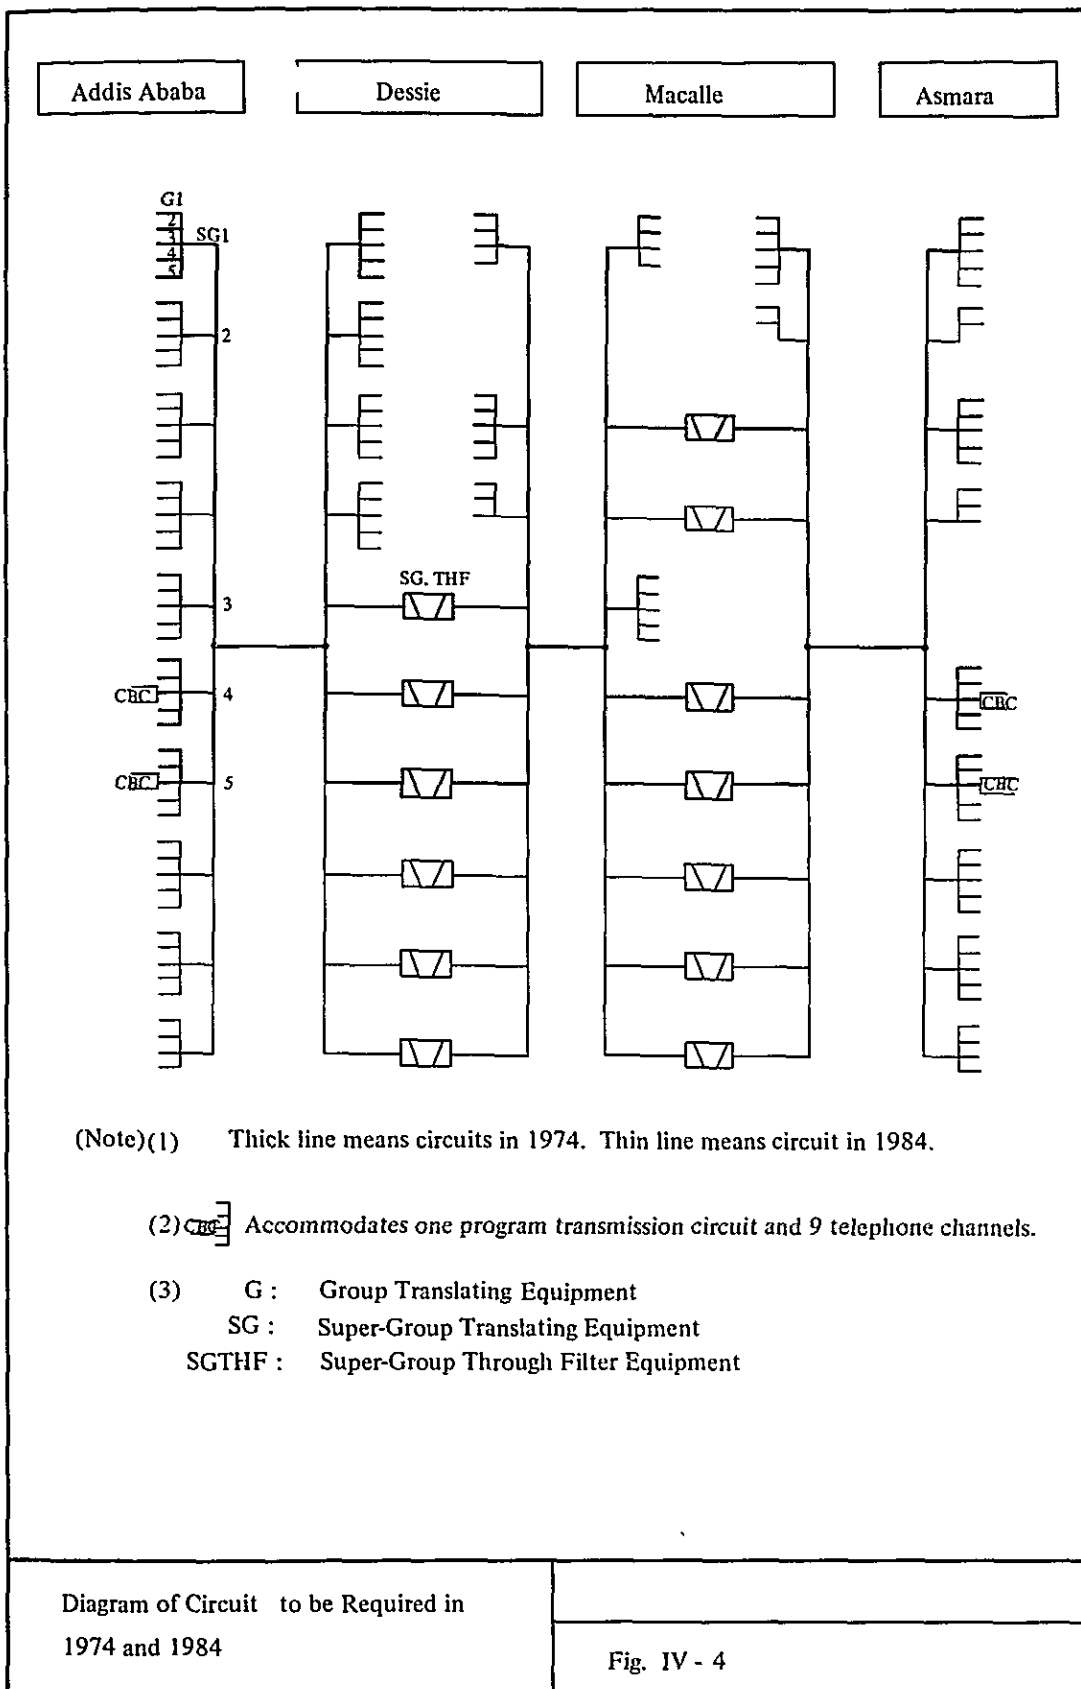 Addis Ababa
Dessie
Macalle
Asmara
G1
2
3
4
5
SG1
2
SG. THF
3
CBC
4
CBC
CBC
5
CHC
(Note)(1) Thick line means circuits in 1974. Thin line means circuit in 1984.
(2) CBC Accommodates one program transmission circuit and 9 telephone channels.
(3) G : Group Translating Equipment
SG : Super-Group Translating Equipment
SGTHF : Super-Group Through Filter Equipment
Diagram of Circuit to be Required in
1974 and 1984
Fig. IV - 4